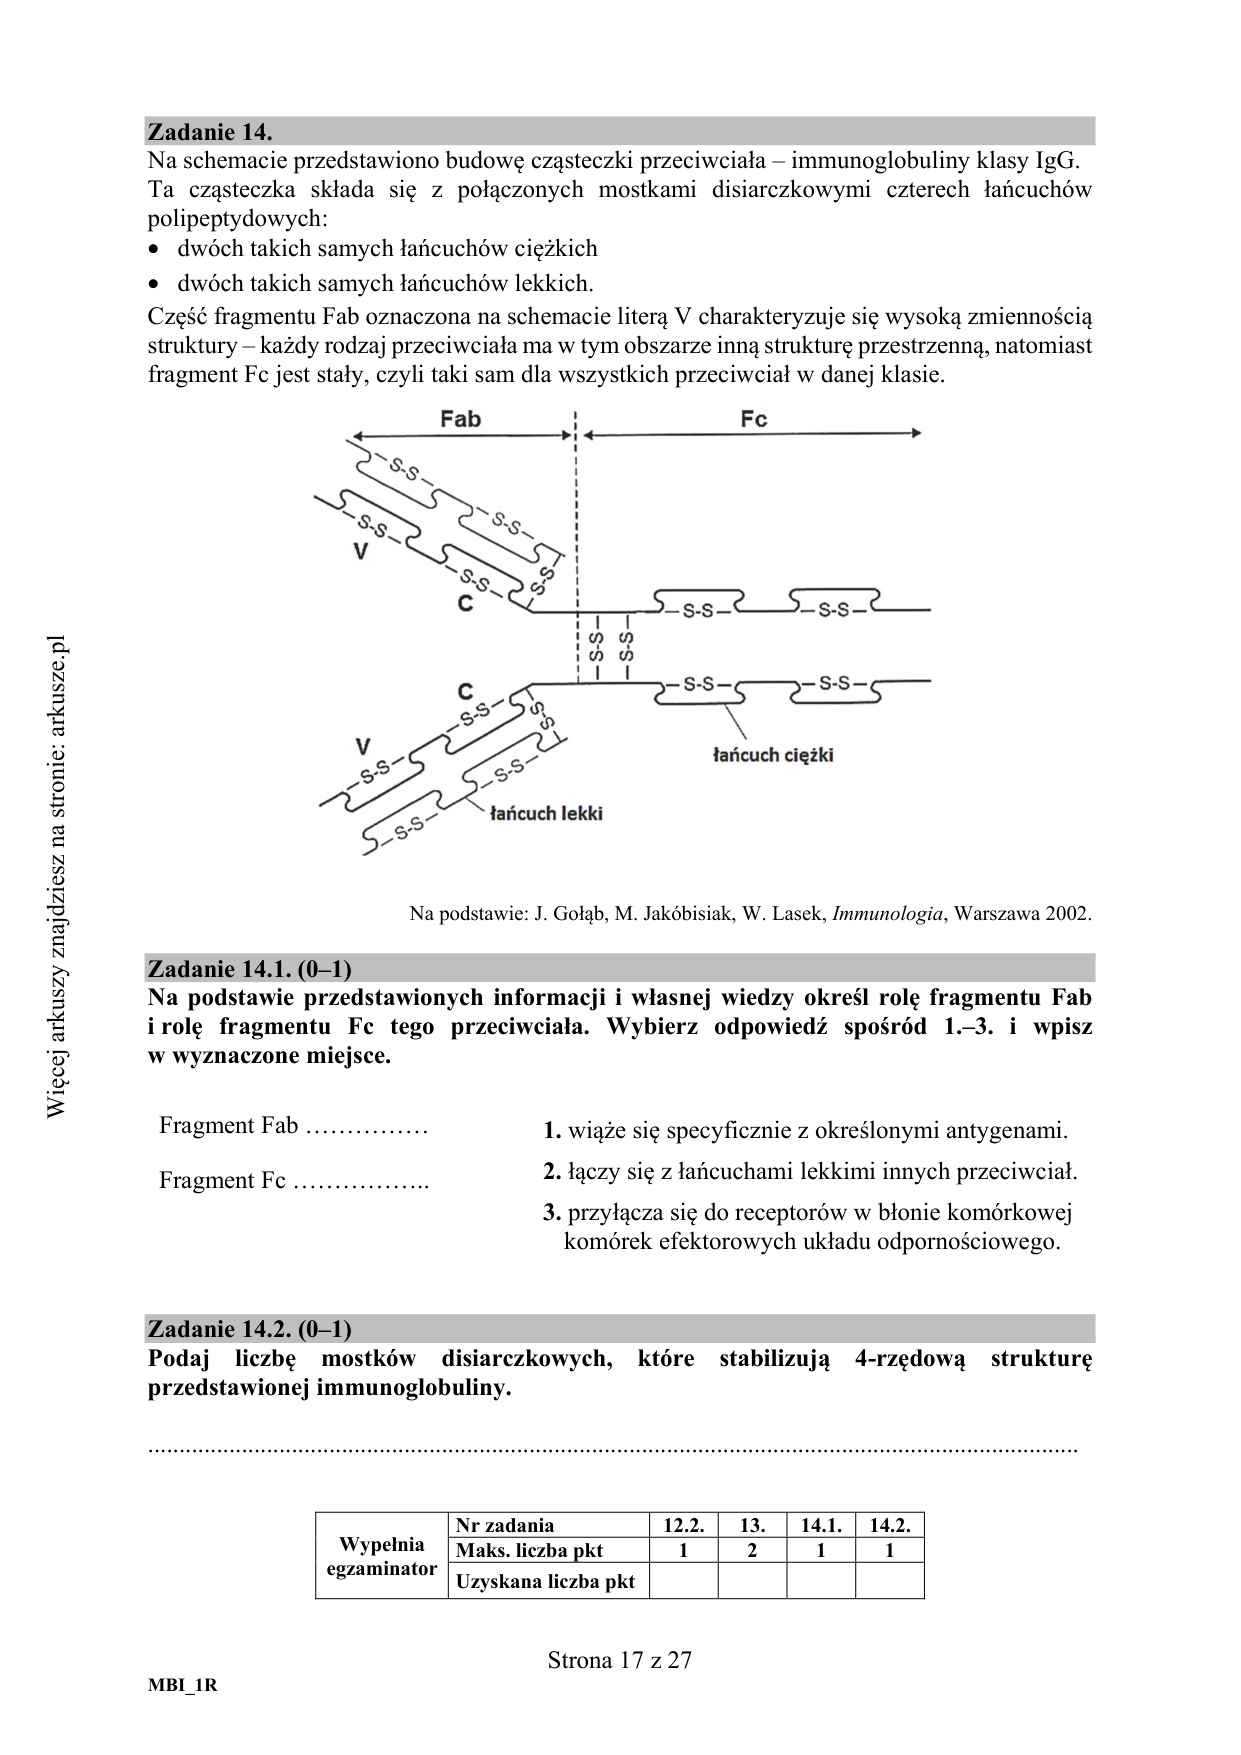 Zadanie 14.
Na schemacie przedstawiono budowę cząsteczki przeciwciała – immunoglobuliny klasy IgG.
Ta cząsteczka składa się z połączonych mostkami disiarczkowymi czterech łańcuchów
polipeptydowych:
• dwóch takich samych łańcuchów ciężkich
• dwóch takich samych łańcuchów lekkich.
Część fragmentu Fab oznaczona na schemacie literą V charakteryzuje się wysoką zmiennością
struktury – każdy rodzaj przeciwciała ma w tym obszarze inną strukturę przestrzenną, natomiast
fragment Fc jest stały, czyli taki sam dla wszystkich przeciwciał w danej klasie.
Fab Fc
S-S
S-S
S-S
V
S-S
S-S
C
S-S S-S
S-S S-S
C
S-S S-S
S-S
S-S
V
S-S
S-S
łańcuch ciężki
łańcuch lekki
S-S
Na podstawie: J. Gołąb, M. Jakóbisiak, W. Lasek, Immunologia, Warszawa 2002.
Zadanie 14.1. (0–1)
Na podstawie przedstawionych informacji i własnej wiedzy określ rolę fragmentu Fab
i rolę fragmentu Fc tego przeciwciała. Wybierz odpowiedź spośród 1.–3. i wpisz
w wyznaczone miejsce.
Fragment Fab ……………
Fragment Fc ……………..
1. wiąże się specyficznie z określonymi antygenami.
2. łączy się z łańcuchami lekkimi innych przeciwciał.
3. przyłącza się do receptorów w błonie komórkowej
komórek efektorowych układu odpornościowego.
Zadanie 14.2. (0–1)
Podaj liczbę mostków disiarczkowych, które stabilizują 4-rzędową strukturę
przedstawionej immunoglobuliny.
....................................................................................................................................................
Wypełnia egzaminator
Nr zadania 12.2. 13. 14.1. 14.2.
Maks. liczba pkt 1 2 1 1
Uzyskana liczba pkt
Strona 17 z 27
MBI_1R
Więcej arkuszy znajdziesz na stronie: arkusze.pl